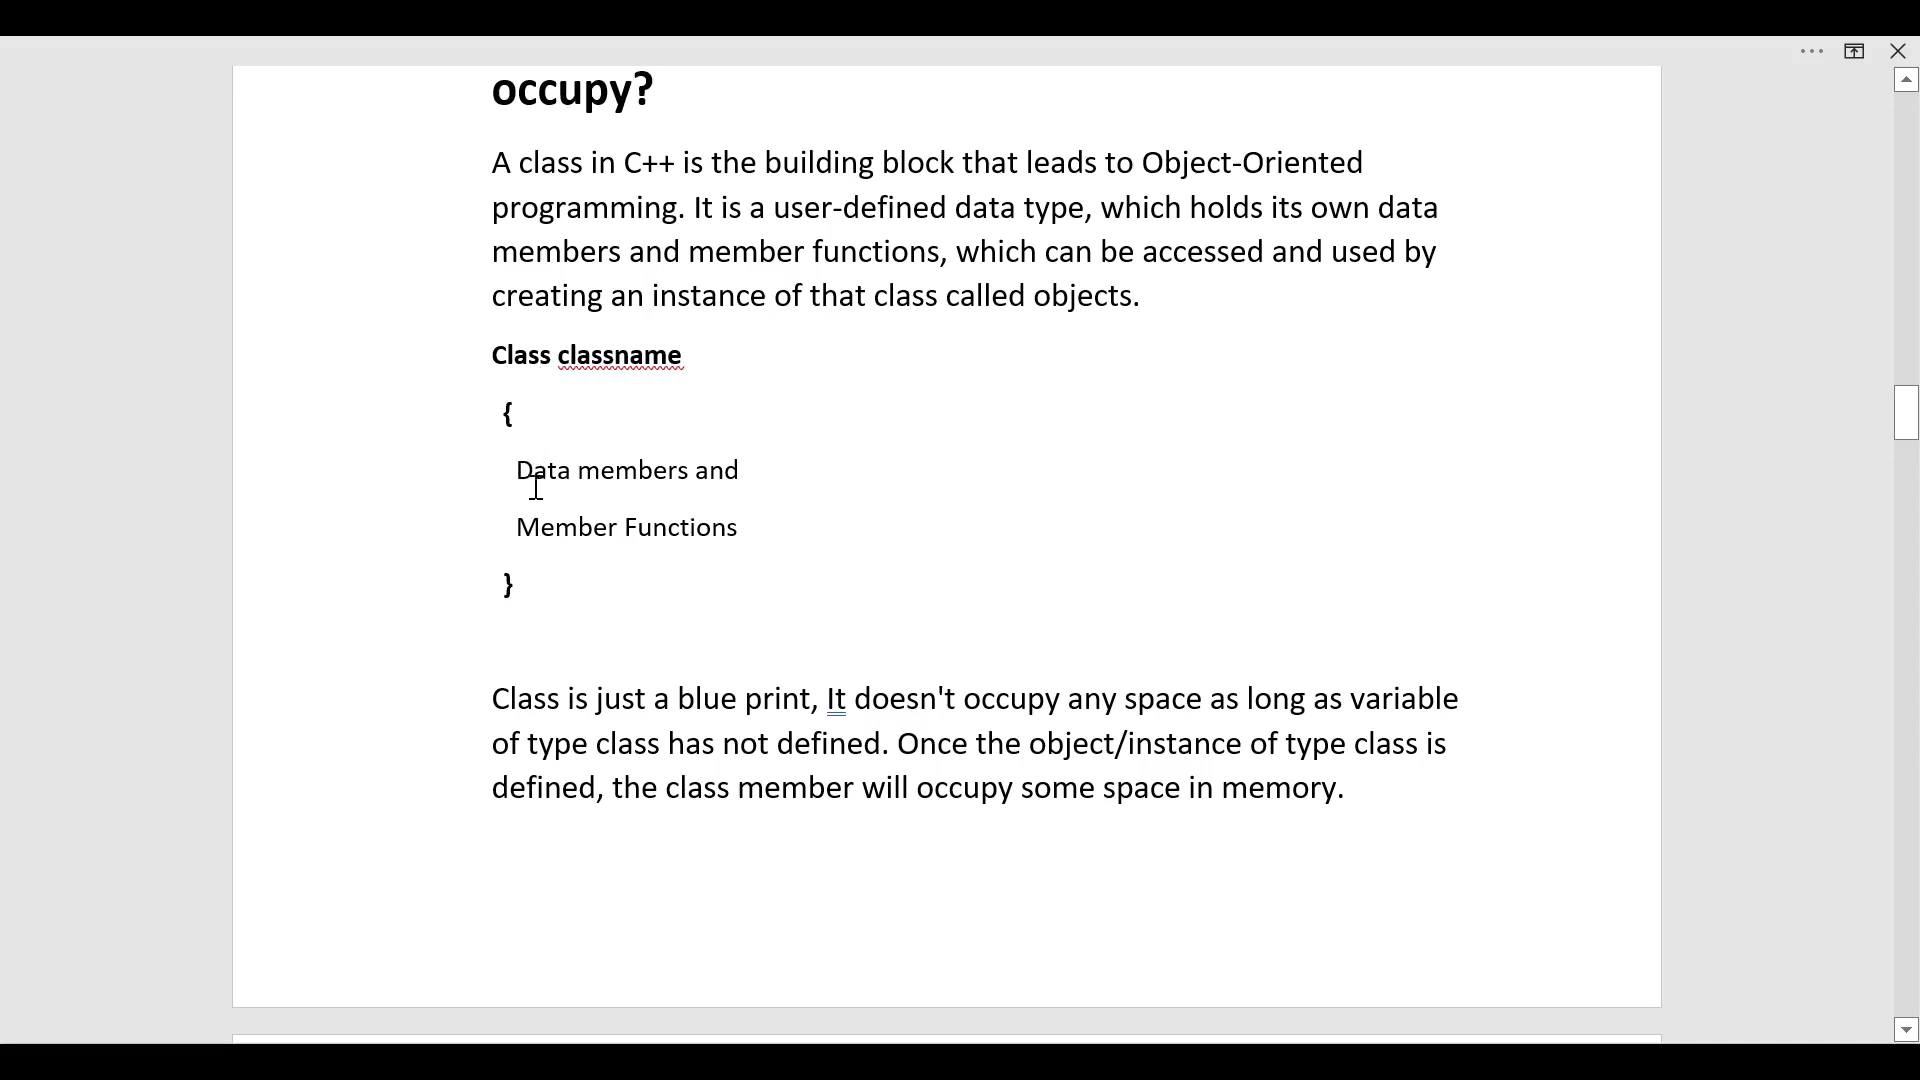 occupy?
A class in C++ is the building block that leads to Object-Oriented
programming. It is a user-defined data type, which holds its own data
members and member functions, which can be accessed and used by
creating an instance of that class called objects.
Class classname
{
Data members and
Member Functions
}
Class is just a blue print, It doesn't occupy any space as long as variable
of type class has not defined. Once the object/instance of type class is
defined, the class member will occupy some space in memory.